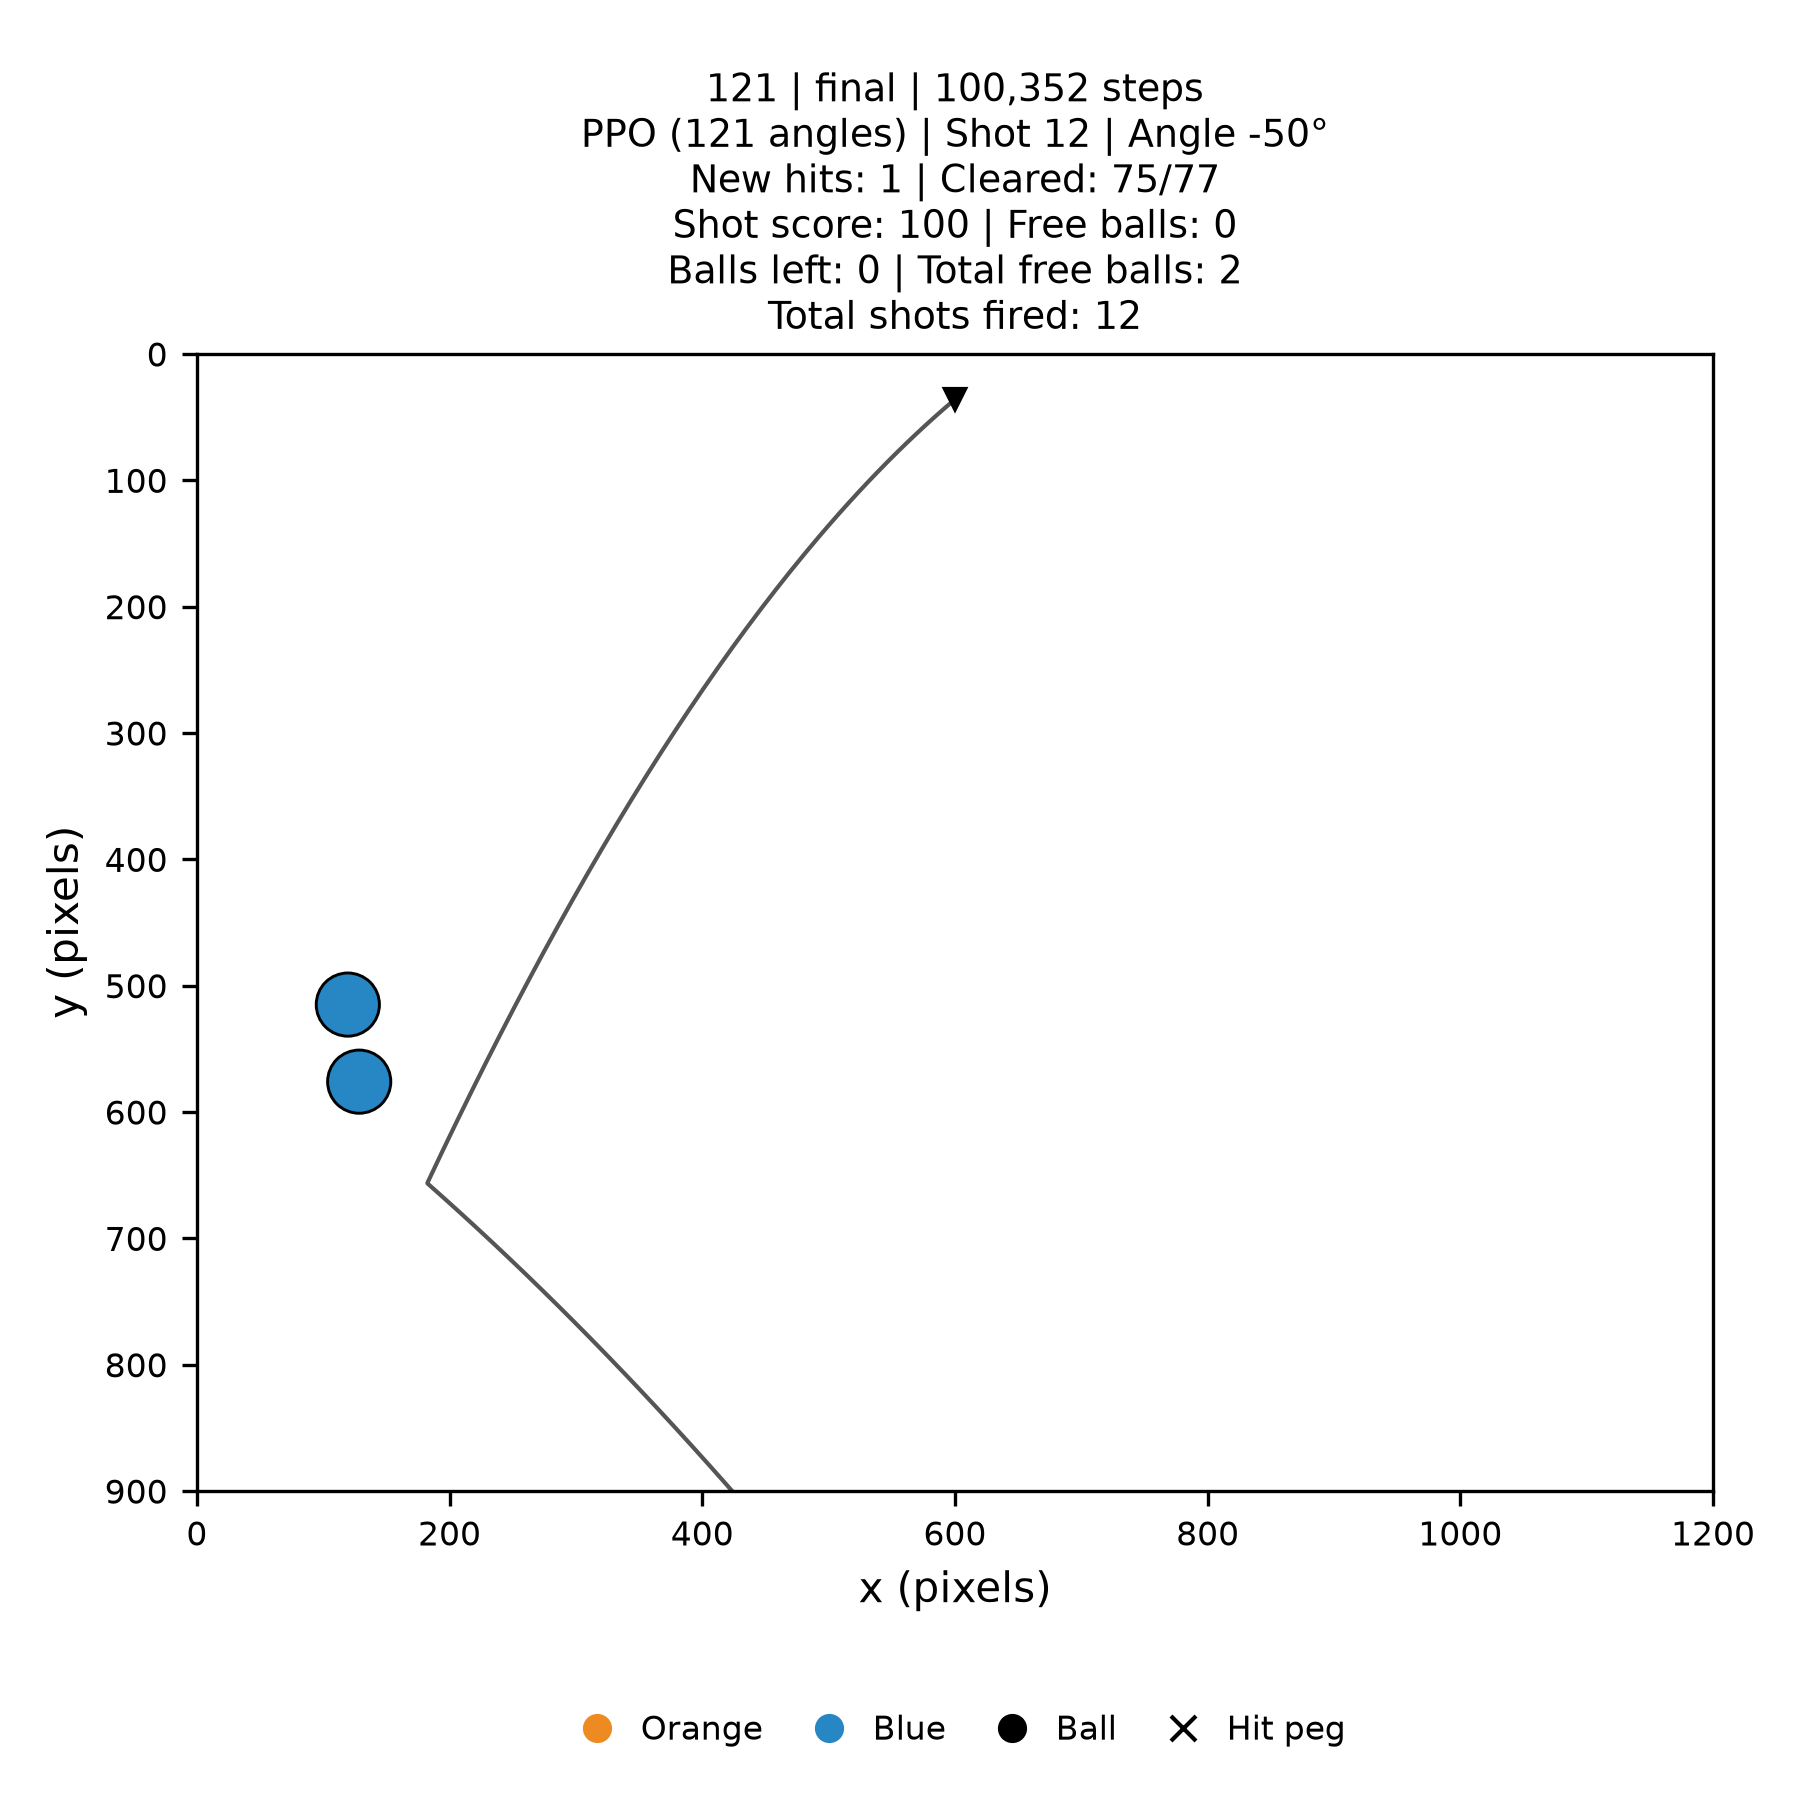 121 | final | 100,352 steps
PPO (121 angles) | Shot 12 | Angle -50°
New hits: 1 | Cleared: 75/77
Shot score: 100 | Free balls: 0
Balls left: 0 | Total free balls: 2
Total shots fired: 12
0
100
200
300
400
500
600
700
800
900
y (pixels)
0 200 400 600 800 1000 1200
x (pixels)
Orange Blue Ball Hit peg